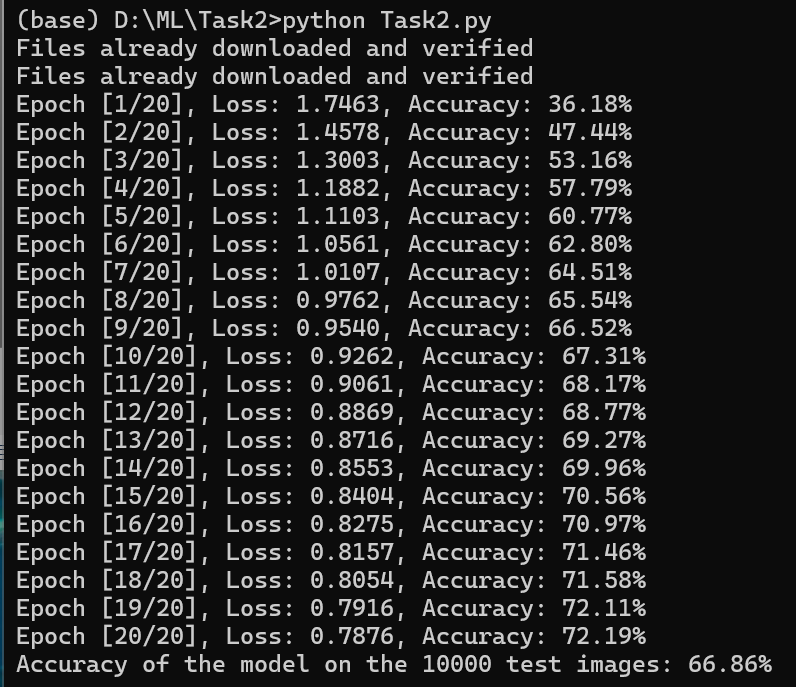 (base) D:\ML\Task2>python Task2.py
Files already downloaded and verified
Files already downloaded and verified
Epoch [1/20], Loss: 1.7463, Accuracy: 36.18%
Epoch [2/20], Loss: 1.4578, Accuracy: 47.44%
Epoch [3/20], Loss: 1.3003, Accuracy: 53.16%
Epoch [4/20], Loss: 1.1882, Accuracy: 57.79%
Epoch [5/20], Loss: 1.1103, Accuracy: 60.77%
Epoch [6/20], Loss: 1.0561, Accuracy: 62.80%
Epoch [7/20], Loss: 1.0107, Accuracy: 64.51%
Epoch [8/20], Loss: 0.9762, Accuracy: 65.54%
Epoch [9/20], Loss: 0.9540, Accuracy: 66.52%
Epoch [10/20], Loss: 0.9262, Accuracy: 67.31%
Epoch [11/20], Loss: 0.9061, Accuracy: 68.17%
Epoch [12/20], Loss: 0.8869, Accuracy: 68.77%
Epoch [13/20], Loss: 0.8716, Accuracy: 69.27%
Epoch [14/20], Loss: 0.8553, Accuracy: 69.96%
Epoch [15/20], Loss: 0.8404, Accuracy: 70.56%
Epoch [16/20], Loss: 0.8275, Accuracy: 70.97%
Epoch [17/20], Loss: 0.8157, Accuracy: 71.46%
Epoch [18/20], Loss: 0.8054, Accuracy: 71.58%
Epoch [19/20], Loss: 0.7916, Accuracy: 72.11%
Epoch [20/20], Loss: 0.7876, Accuracy: 72.19%
Accuracy of the model on the 10000 test images: 66.86%